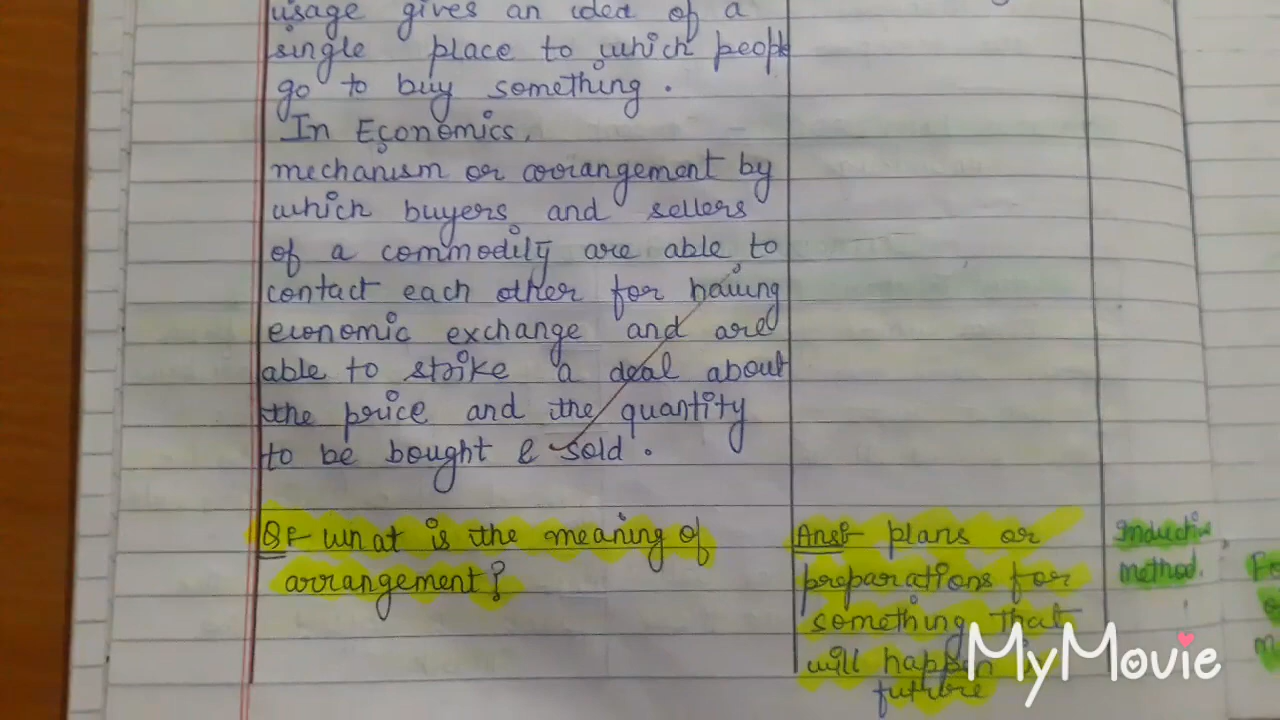 usage gives an idea of a
single place to which people
go to buy something.
In Economics,
mechanism or arrangement by
which buyers and sellers
of a commodity are able to
contact each other for having
economic exchange and are
able to strike a deal about
the price and the quantity
to be bought & sold.
Q:- What is the meaning of
arrangement?
Ans:- plans or
preparations for
something that
will happen in
future
Inductive
method.
MyMovie